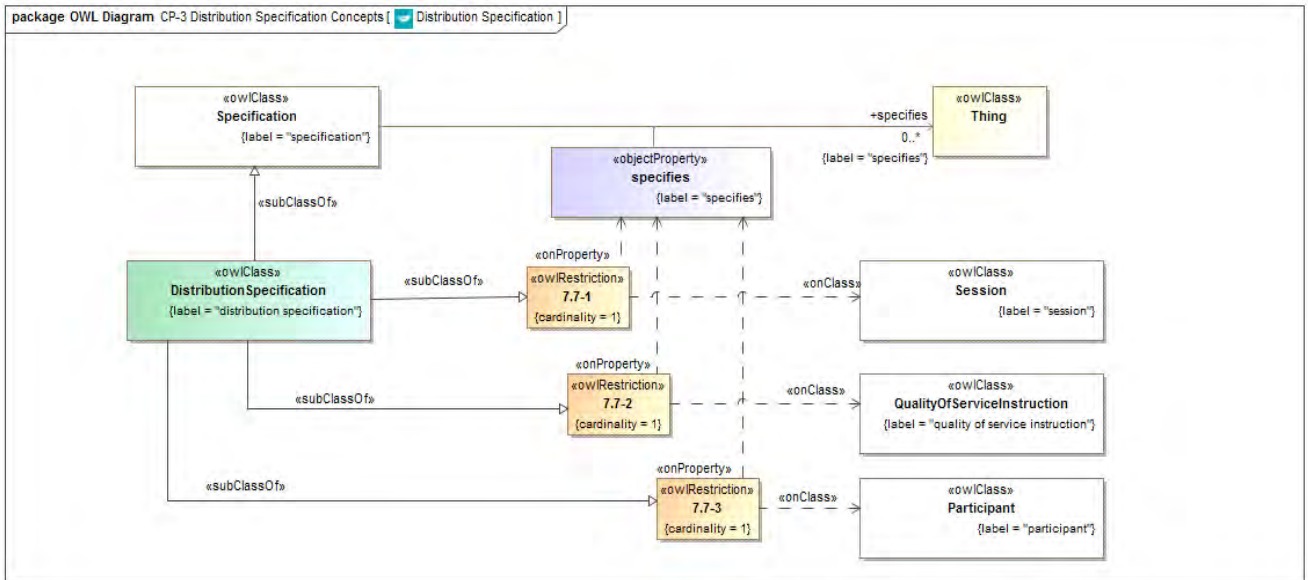 package OWL Diagram CP-3 Distribution Specification Concepts [ Distribution Specification ]
«owlClass»
Specification
{label = "specification"}
+specifies
0..*
{label = "specifies"}
«owlClass»
Thing
«objectProperty»
specifies
{label = "specifies"}
«subClassOf»
«owlClass»
DistributionSpecification
{label = "distribution specification"}
«subClassOf»
«onProperty»
«owlRestriction»
7.7-1
{cardinality = 1}
«onClass»
«owlClass»
Session
{label = "session"}
«subClassOf»
«onProperty»
«owlRestriction»
7.7-2
{cardinality = 1}
«onClass»
«owlClass»
QualityOfServiceInstruction
{label = "quality of service instruction"}
«subClassOf»
«onProperty»
«owlRestriction»
7.7-3
{cardinality = 1}
«onClass»
«owlClass»
Participant
{label = "participant"}